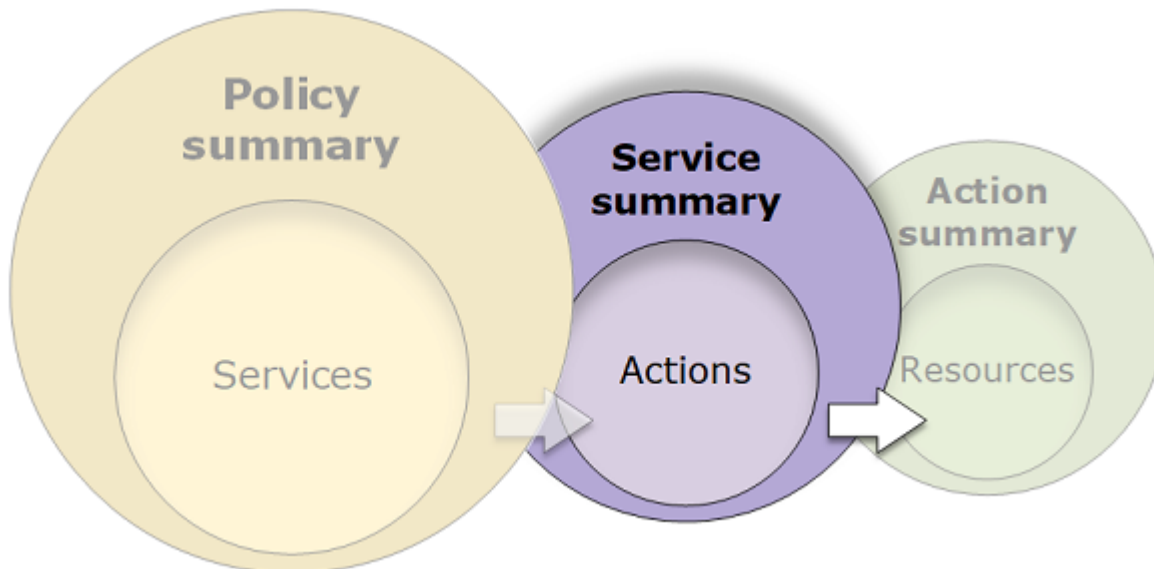 Policy
summary
Services
Service
summary
Actions
Action
summary
Resources